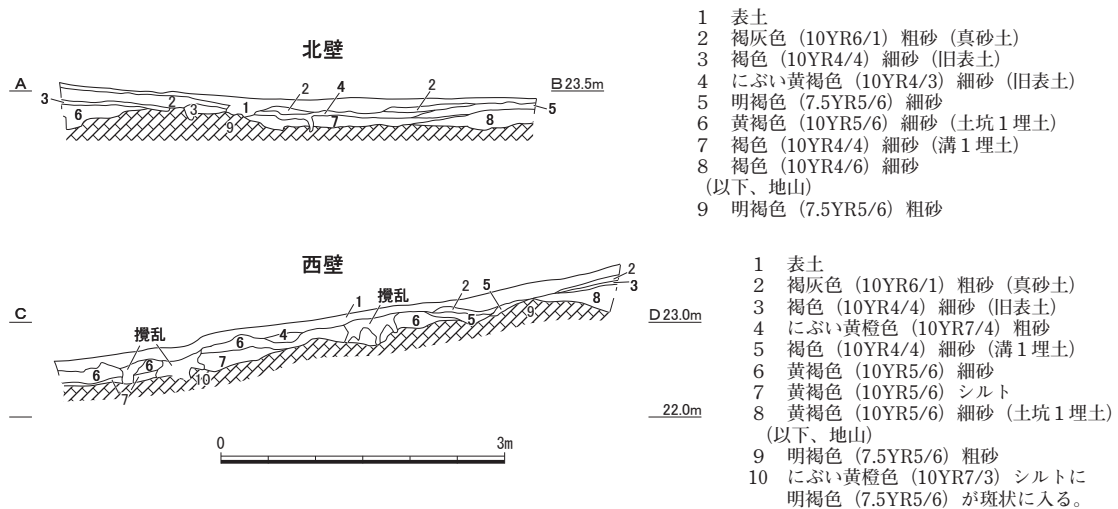 北壁
A
B 23.5m
3
6
2
3
9
1
2
4
7
2
8
5
1 表土
2 褐灰色（10YR6/1）粗砂（真砂土）
3 褐色（10YR4/4）細砂（旧表土）
4 にぶい黄褐色（10YR4/3）細砂（旧表土）
5 明褐色（7.5YR5/6）細砂
6 黄褐色（10YR5/6）細砂（土坑１埋土）
7 褐色（10YR4/4）細砂（溝１埋土）
8 褐色（10YR4/6）細砂
（以下、地山）
9 明褐色（7.5YR5/6）粗砂
西壁
C
D 23.0m
22.0m
攪乱
6
7
6
10
7
6
4
1
攪乱
6
2
5
5
9
8
2
3
0
3m
1 表土
2 褐灰色（10YR6/1）粗砂（真砂土）
3 褐色（10YR4/4）細砂（旧表土）
4 にぶい黄橙色（10YR7/4）粗砂
5 褐色（10YR4/4）細砂（溝１埋土）
6 黄褐色（10YR5/6）細砂
7 黄褐色（10YR5/6）シルト
8 黄褐色（10YR5/6）細砂（土坑１埋土）
（以下、地山）
9 明褐色（7.5YR5/6）粗砂
10 にぶい黄橙色（10YR7/3）シルトに
明褐色（7.5YR5/6）が斑状に入る。